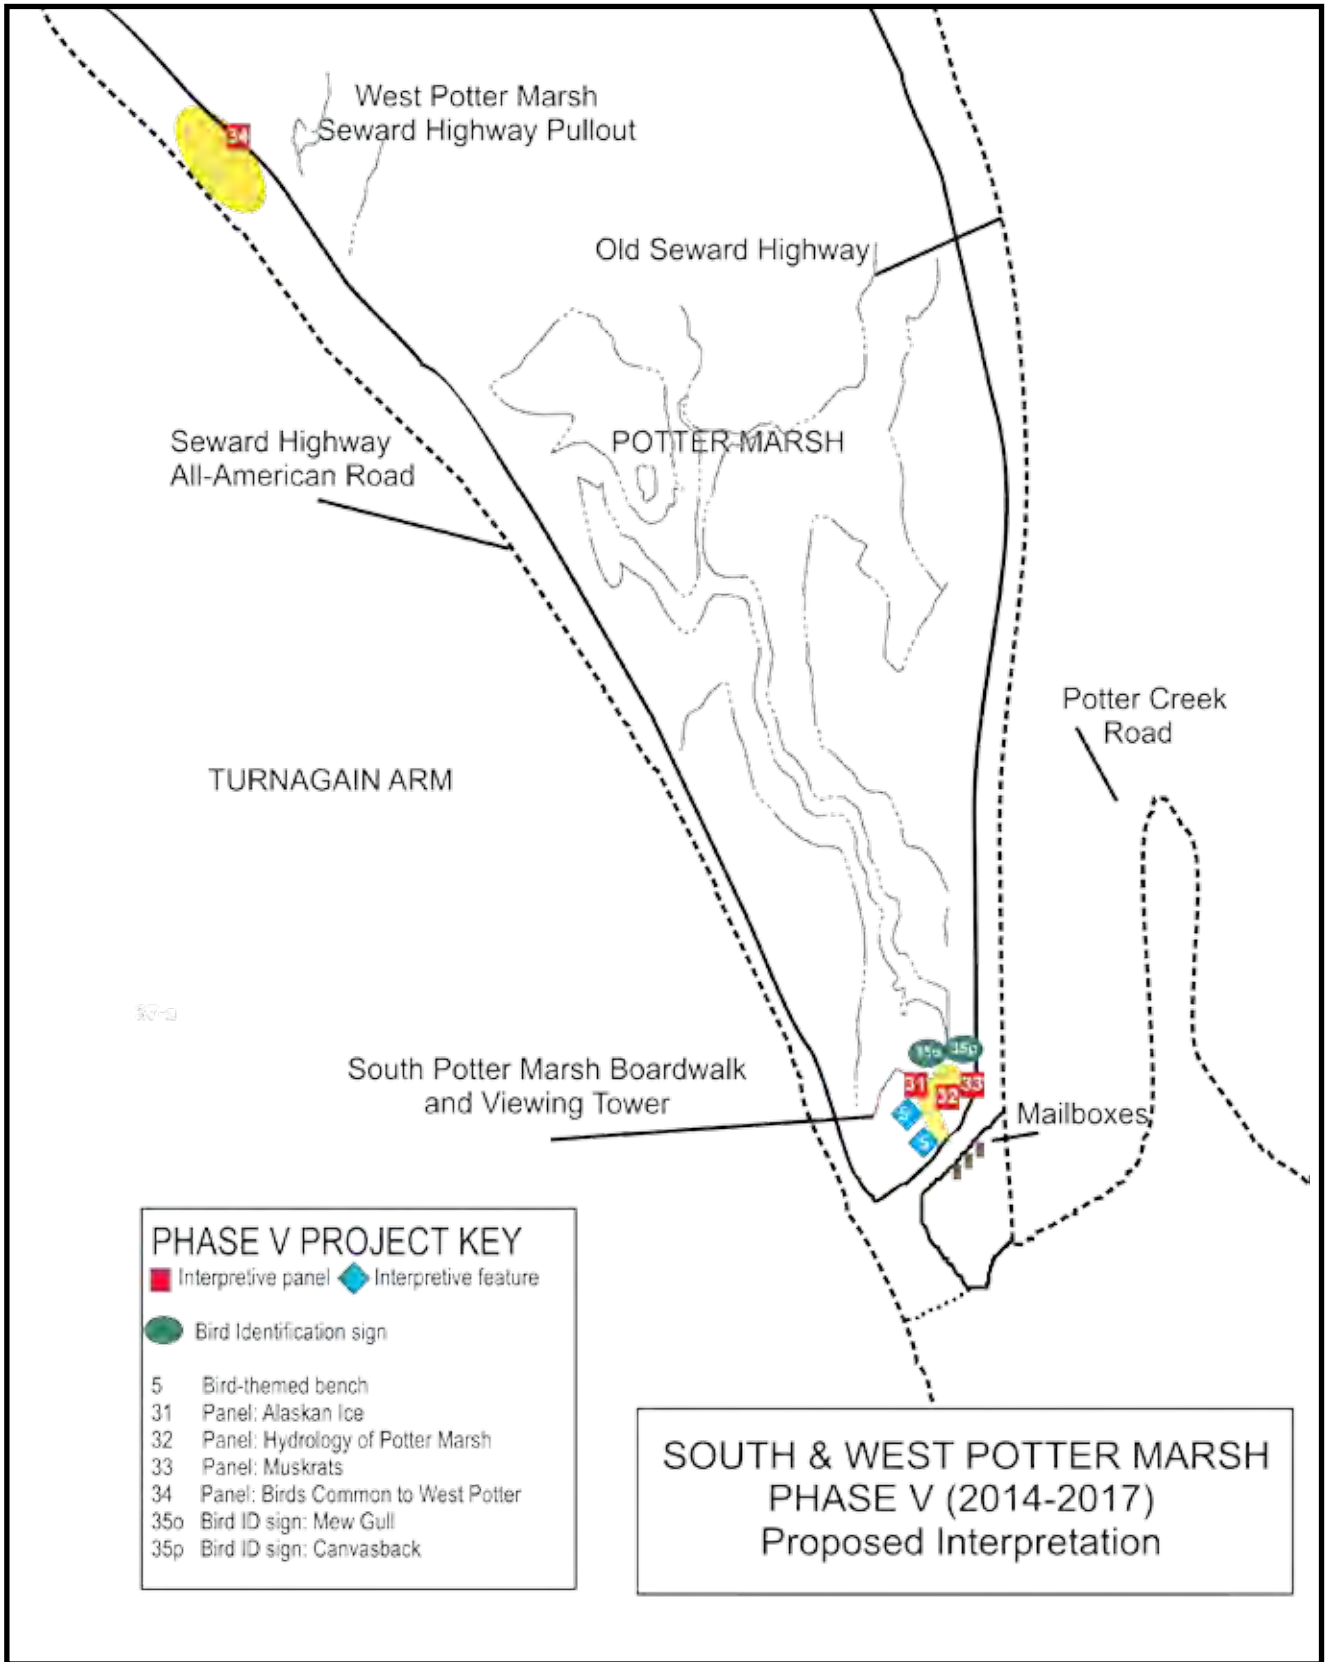 34
West Potter Marsh
Seward Highway Pullout
Old Seward Highway
Seward Highway
All-American Road
POTTER MARSH
Potter Creek
Road
TURNAGAIN ARM
South Potter Marsh Boardwalk
and Viewing Tower
35o 35p
31 33
32
5
5
Mailboxes
PHASE V PROJECT KEY
Interpretive panel Interpretive feature
Bird Identification sign
5 Bird-themed bench
31 Panel: Alaskan Ice
32 Panel: Hydrology of Potter Marsh
33 Panel: Muskrats
34 Panel: Birds Common to West Potter
35o Bird ID sign: Mew Gull
35p Bird ID sign: Canvasback
SOUTH & WEST POTTER MARSH
PHASE V (2014-2017)
Proposed Interpretation